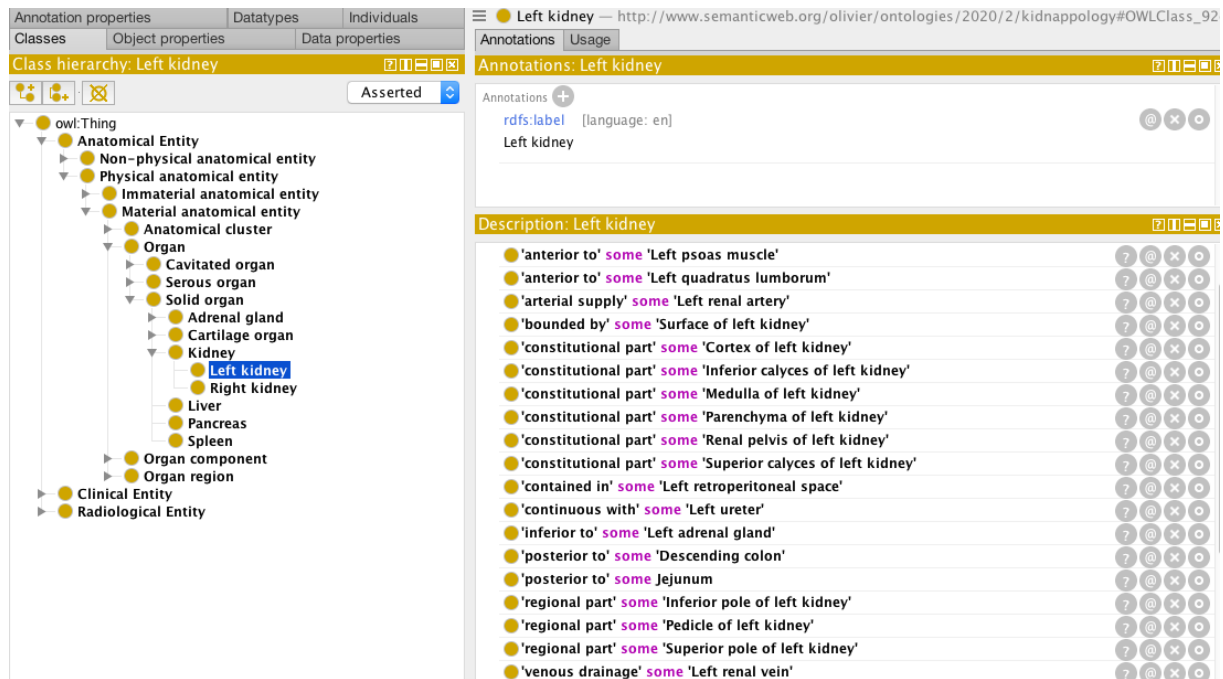 Annotation properties Datatypes Individuals
Classes Object properties Data properties
Class hierarchy: Left kidney
Asserted
owl:Thing
Anatomical Entity
Non-physical anatomical entity
Physical anatomical entity
Immaterial anatomical entity
Material anatomical entity
Anatomical cluster
Organ
Cavitated organ
Serous organ
Solid organ
Adrenal gland
Cartilage organ
Kidney
Left kidney
Right kidney
Liver
Pancreas
Spleen
Organ component
Organ region
Clinical Entity
Radiological Entity
Left kidney — http://www.semanticweb.org/olivier/ontologies/2020/2/kidnappology#OWLClass_92
Annotations Usage
Annotations: Left kidney
Annotations
rdfs:label [language: en]
Left kidney
Description: Left kidney
'anterior to' some 'Left psoas muscle'
'anterior to' some 'Left quadratus lumborum'
'arterial supply' some 'Left renal artery'
'bounded by' some 'Surface of left kidney'
'constitutional part' some 'Cortex of left kidney'
'constitutional part' some 'Inferior calyces of left kidney'
'constitutional part' some 'Medulla of left kidney'
'constitutional part' some 'Parenchyma of left kidney'
'constitutional part' some 'Renal pelvis of left kidney'
'constitutional part' some 'Superior calyces of left kidney'
'contained in' some 'Left retroperitoneal space'
'continuous with' some 'Left ureter'
'inferior to' some 'Left adrenal gland'
'posterior to' some 'Descending colon'
'posterior to' some Jejunum
'regional part' some 'Inferior pole of left kidney'
'regional part' some 'Pedicle of left kidney'
'regional part' some 'Superior pole of left kidney'
'venous drainage' some 'Left renal vein'